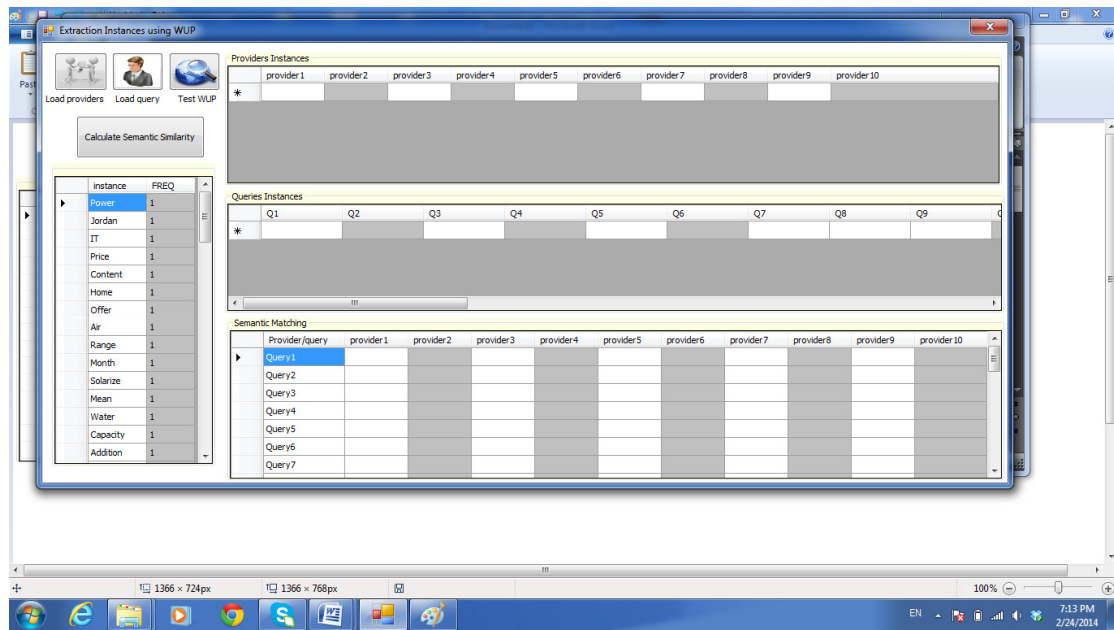 Extraction Instances using WUP
Load providers Load query Test WUP
Calculate Semantic Similarity
instance FREQ
Power 1
Jordan 1
IT 1
Price 1
Content 1
Home 1
Offer 1
Air 1
Range 1
Month 1
Solarize 1
Mean 1
Water 1
Capacity 1
Addition 1
Providers Instances
provider1 provider2 provider3 provider4 provider5 provider6 provider7 provider8 provider9 provider10
Queries Instances
Q1 Q2 Q3 Q4 Q5 Q6 Q7 Q8 Q9
Semantic Matching
Provider/query provider1 provider2 provider3 provider4 provider5 provider6 provider7 provider8 provider9 provider10
Query1
Query2
Query3
Query4
Query5
Query6
Query7
Past
1366 × 724px 1366 × 768px 100%
EN 7:13 PM
2/24/2014